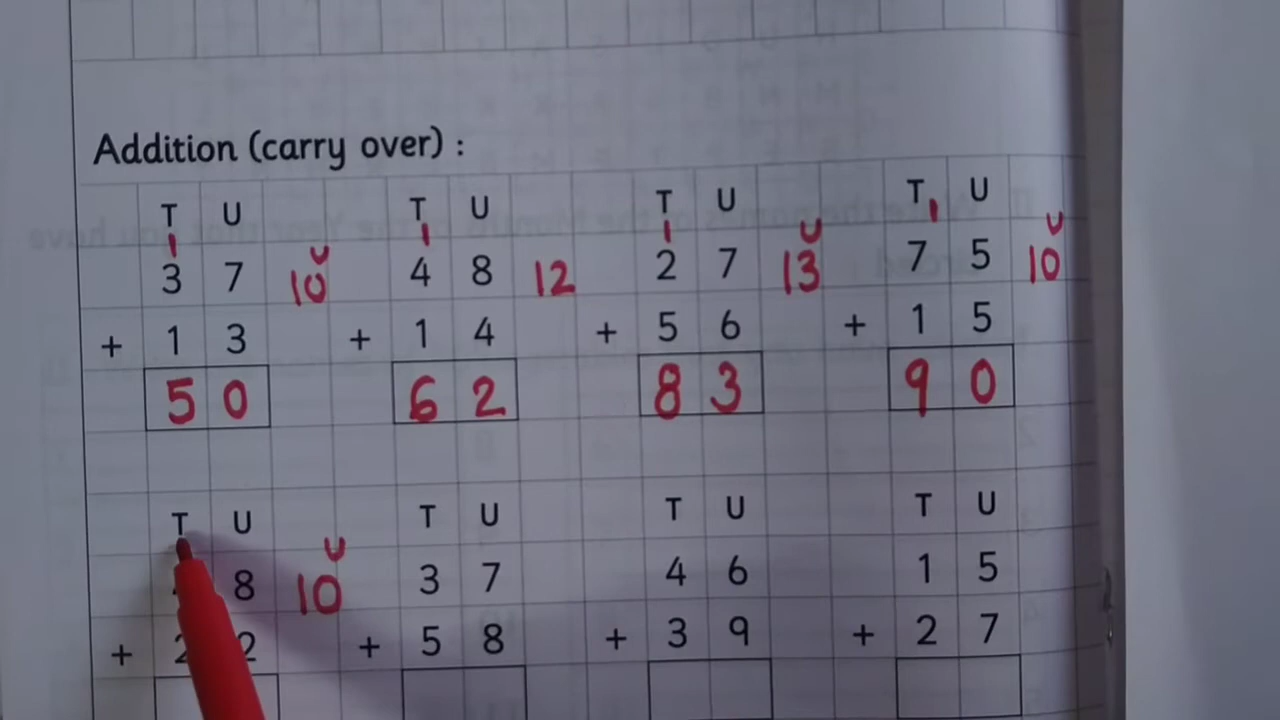 Addition (carry over) :
T U T U T U T U
1 1 1 1
3 7 10 U 4 8 12 2 7 13 U 7 5 10 U
+ 1 3 + 1 4 + 5 6 + 1 5
5 0 6 2 8 3 9 0
T U T U T U T U
8 10 U 3 7 4 6 1 5
+ 2 2 + 5 8 + 3 9 + 2 7